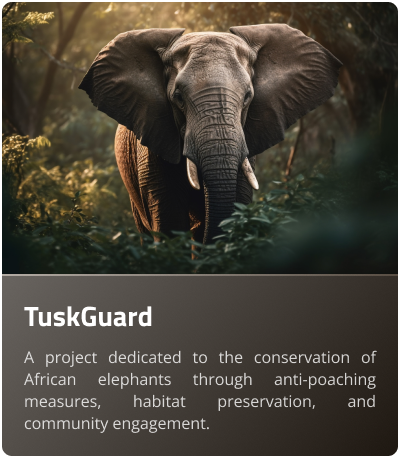 TuskGuard
A project dedicated to the conservation of
African elephants through anti-poaching
measures, habitat preservation, and
community engagement.